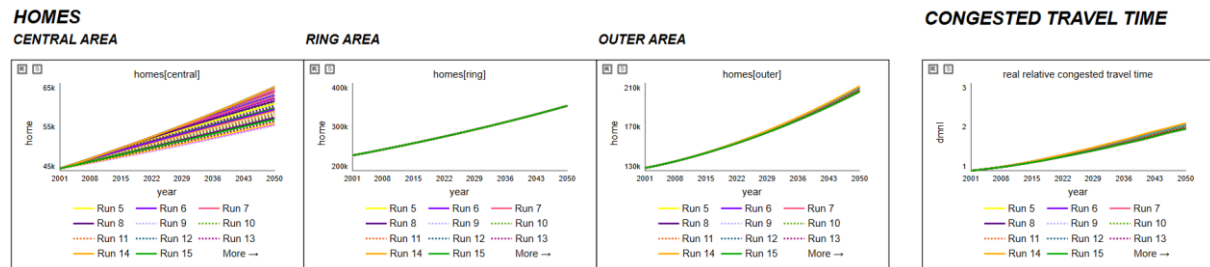 HOMES
CONGESTED TRAVEL TIME
CENTRAL AREA
RING AREA
OUTER AREA
homes[central]
65k
55k
45k
home
2001 2008 2015 2022 2029 2036 2043 2050
year
Run 5 Run 6 Run 7
Run 8 Run 9 Run 10
Run 11 Run 12 Run 13
Run 14 Run 15 More →
homes[ring]
400k
300k
200k
home
2001 2008 2015 2022 2029 2036 2043 2050
year
Run 5 Run 6 Run 7
Run 8 Run 9 Run 10
Run 11 Run 12 Run 13
Run 14 Run 15 More →
homes[outer]
210k
170k
130k
home
2001 2008 2015 2022 2029 2036 2043 2050
year
Run 5 Run 6 Run 7
Run 8 Run 9 Run 10
Run 11 Run 12 Run 13
Run 14 Run 15 More →
real relative congested travel time
3
2
1
dmnl
2001 2008 2015 2022 2029 2036 2043 2050
year
Run 5 Run 6 Run 7
Run 8 Run 9 Run 10
Run 11 Run 12 Run 13
Run 14 Run 15 More →